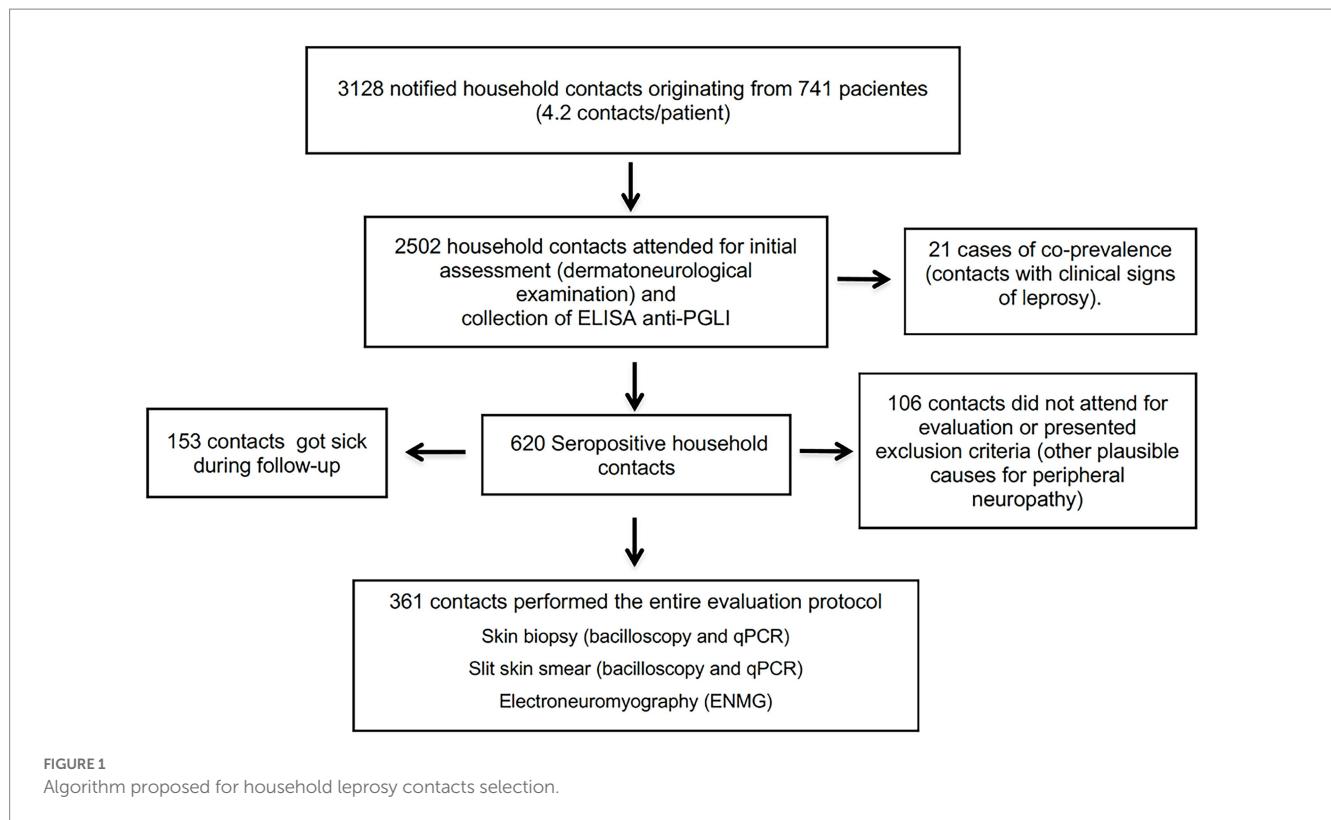 3128 notified household contacts originating from 741 pacientes
(4.2 contacts/patient)
2502 household contacts attended for initial
assessment (dermatoneurological
examination) and
collection of ELISA anti-PGLI
21 cases of co-prevalence
(contacts with clinical signs
of leprosy).
153 contacts got sick
during follow-up
620 Seropositive household
contacts
106 contacts did not attend for
evaluation or presented
exclusion criteria (other plausible
causes for peripheral
neuropathy)
361 contacts performed the entire evaluation protocol
Skin biopsy (bacilloscopy and qPCR)
Slit skin smear (bacilloscopy and qPCR)
Electroneuromyography (ENMG)
FIGURE 1
Algorithm proposed for household leprosy contacts selection.